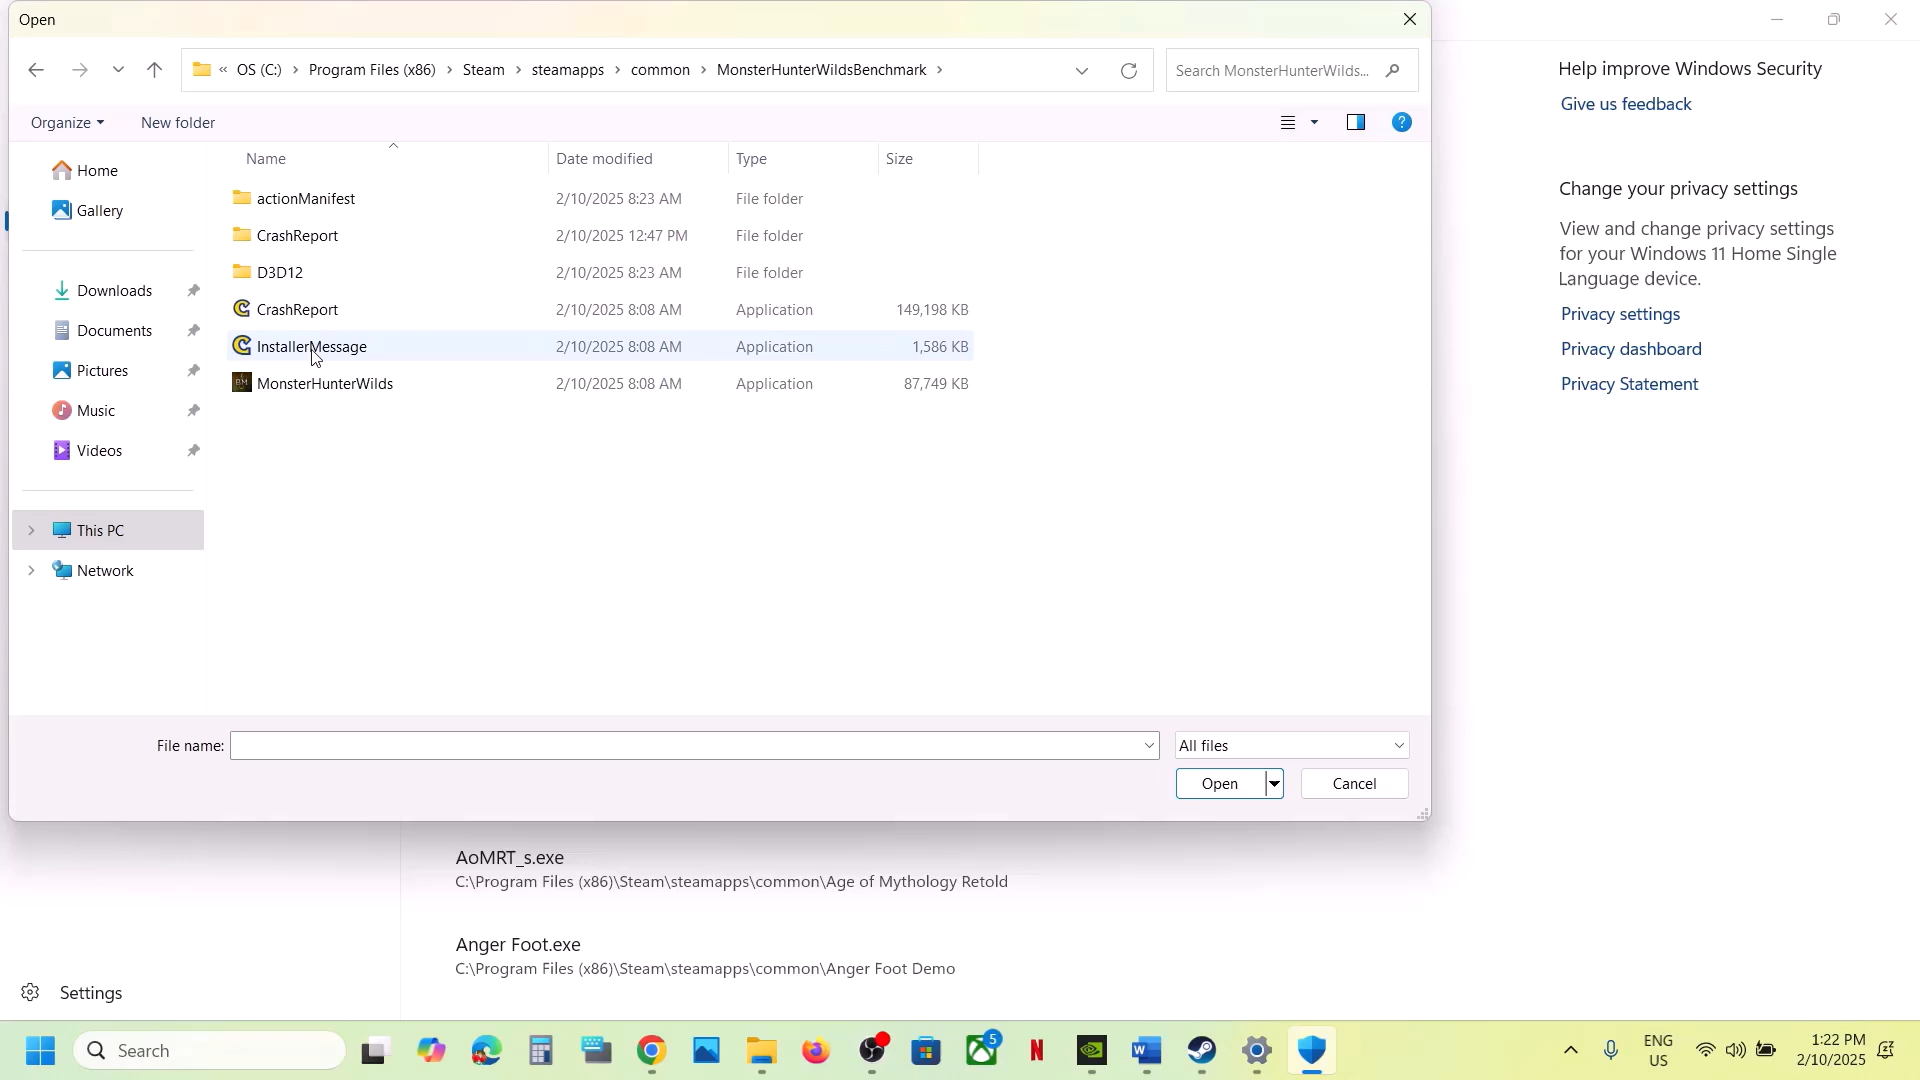 Open
« OS (C:) > Program Files (x86) > Steam > steamapps > common > MonsterHunterWildsBenchmark >
Search MonsterHunterWilds...
Organize
New folder
Name Date modified Type Size
Home
Gallery
Downloads
Documents
Pictures
Music
Videos
This PC
Network
actionManifest 2/10/2025 8:23 AM File folder
CrashReport 2/10/2025 12:47 PM File folder
D3D12 2/10/2025 8:23 AM File folder
CrashReport 2/10/2025 8:08 AM Application 149,198 KB
InstallerMessage 2/10/2025 8:08 AM Application 1,586 KB
MonsterHunterWilds 2/10/2025 8:08 AM Application 87,749 KB
File name:
All files
Open
Cancel
Help improve Windows Security
Give us feedback
Change your privacy settings
View and change privacy settings
for your Windows 11 Home Single
Language device.
Privacy settings
Privacy dashboard
Privacy Statement
AoMRT_s.exe
C:\Program Files (x86)\Steam\steamapps\common\Age of Mythology Retold
Anger Foot.exe
C:\Program Files (x86)\Steam\steamapps\common\Anger Foot Demo
Settings
Search
5
ENG
US
1:22 PM
2/10/2025